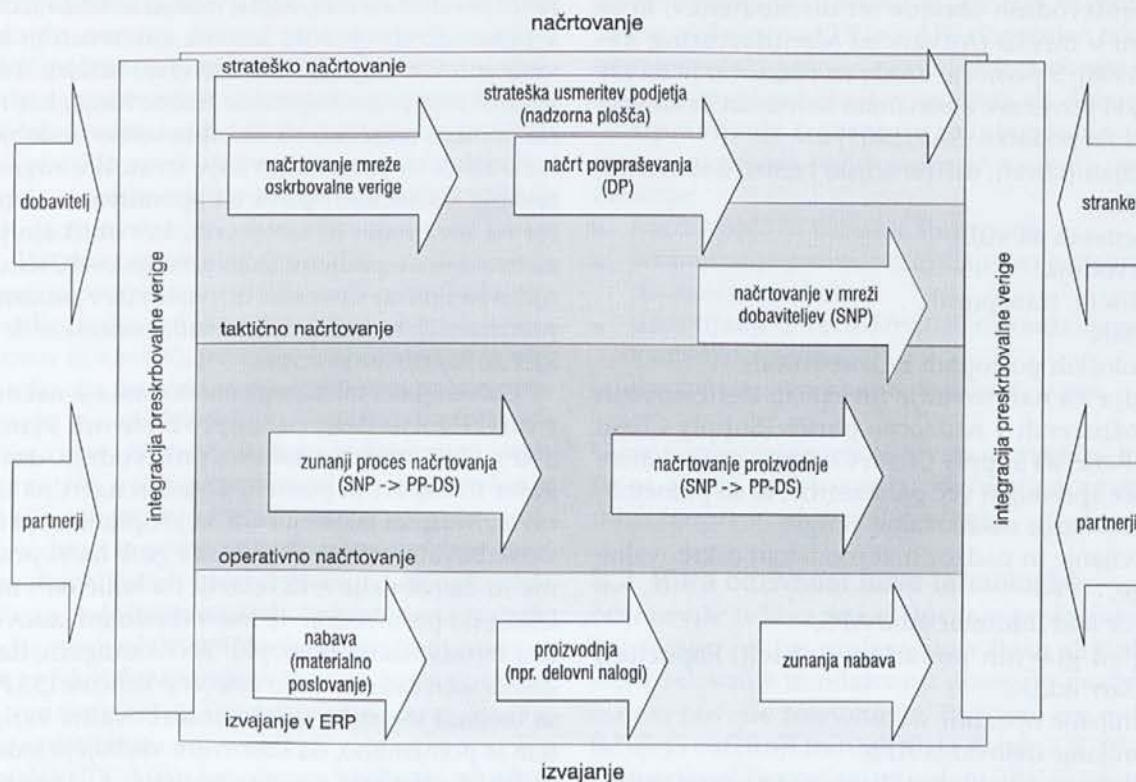 načrtovanje
strateško načrtovanje
strateška usmeritev podjetja
(nadzorna plošča)
načrtovanje mreže
oskrbovalne verige
načrt povpraševanja
(DP)
dobavitelj
stranke
integracija preskrbovalne verige
integracija preskrbovalne verige
načrtovanje v mreži
dobaviteljev (SNP)
taktično načrtovanje
zunanji proces načrtovanja
(SNP -> PP-DS)
načrtovanje proizvodnje
(SNP -> PP-DS)
partnerji
partnerji
operativno načrtovanje
nabava
(materialno
poslovanje)
proizvodnja
(npr. delovni nalogi)
zunanja nabava
izvajanje v ERP
izvajanje